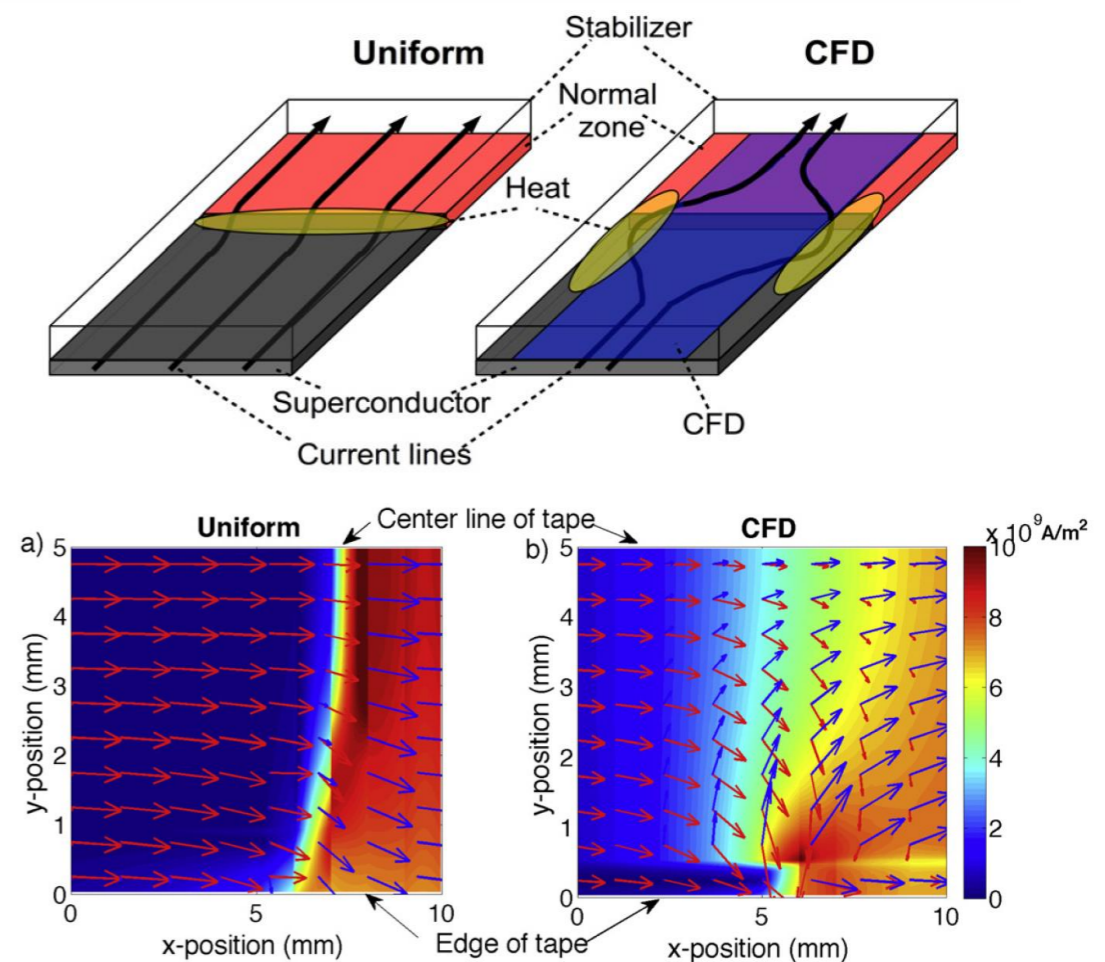 Stabilizer
Uniform
CFD
Normal
zone
Heat
Superconductor
CFD
Current lines
Uniform
Center line of tape
CFD
x 10⁹A/m²
a)
b)
5
4
3
2
1
0
y-position (mm)
0
5
10
x-position (mm)
5
4
3
2
1
0
y-position (mm)
0
5
10
x-position (mm)
10
8
6
4
2
0
Edge of tape